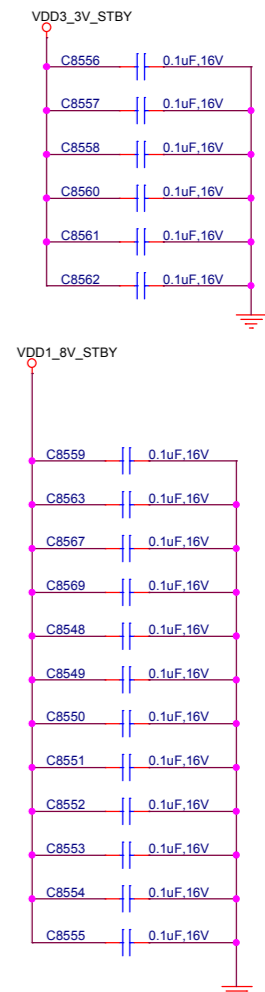 VDD3_3V_STBY
C8556 0.1uF,16V
C8557 0.1uF,16V
C8558 0.1uF,16V
C8560 0.1uF,16V
C8561 0.1uF,16V
C8562 0.1uF,16V
VDD1_8V_STBY
C8559 0.1uF,16V
C8563 0.1uF,16V
C8567 0.1uF,16V
C8569 0.1uF,16V
C8548 0.1uF,16V
C8549 0.1uF,16V
C8550 0.1uF,16V
C8551 0.1uF,16V
C8552 0.1uF,16V
C8553 0.1uF,16V
C8554 0.1uF,16V
C8555 0.1uF,16V